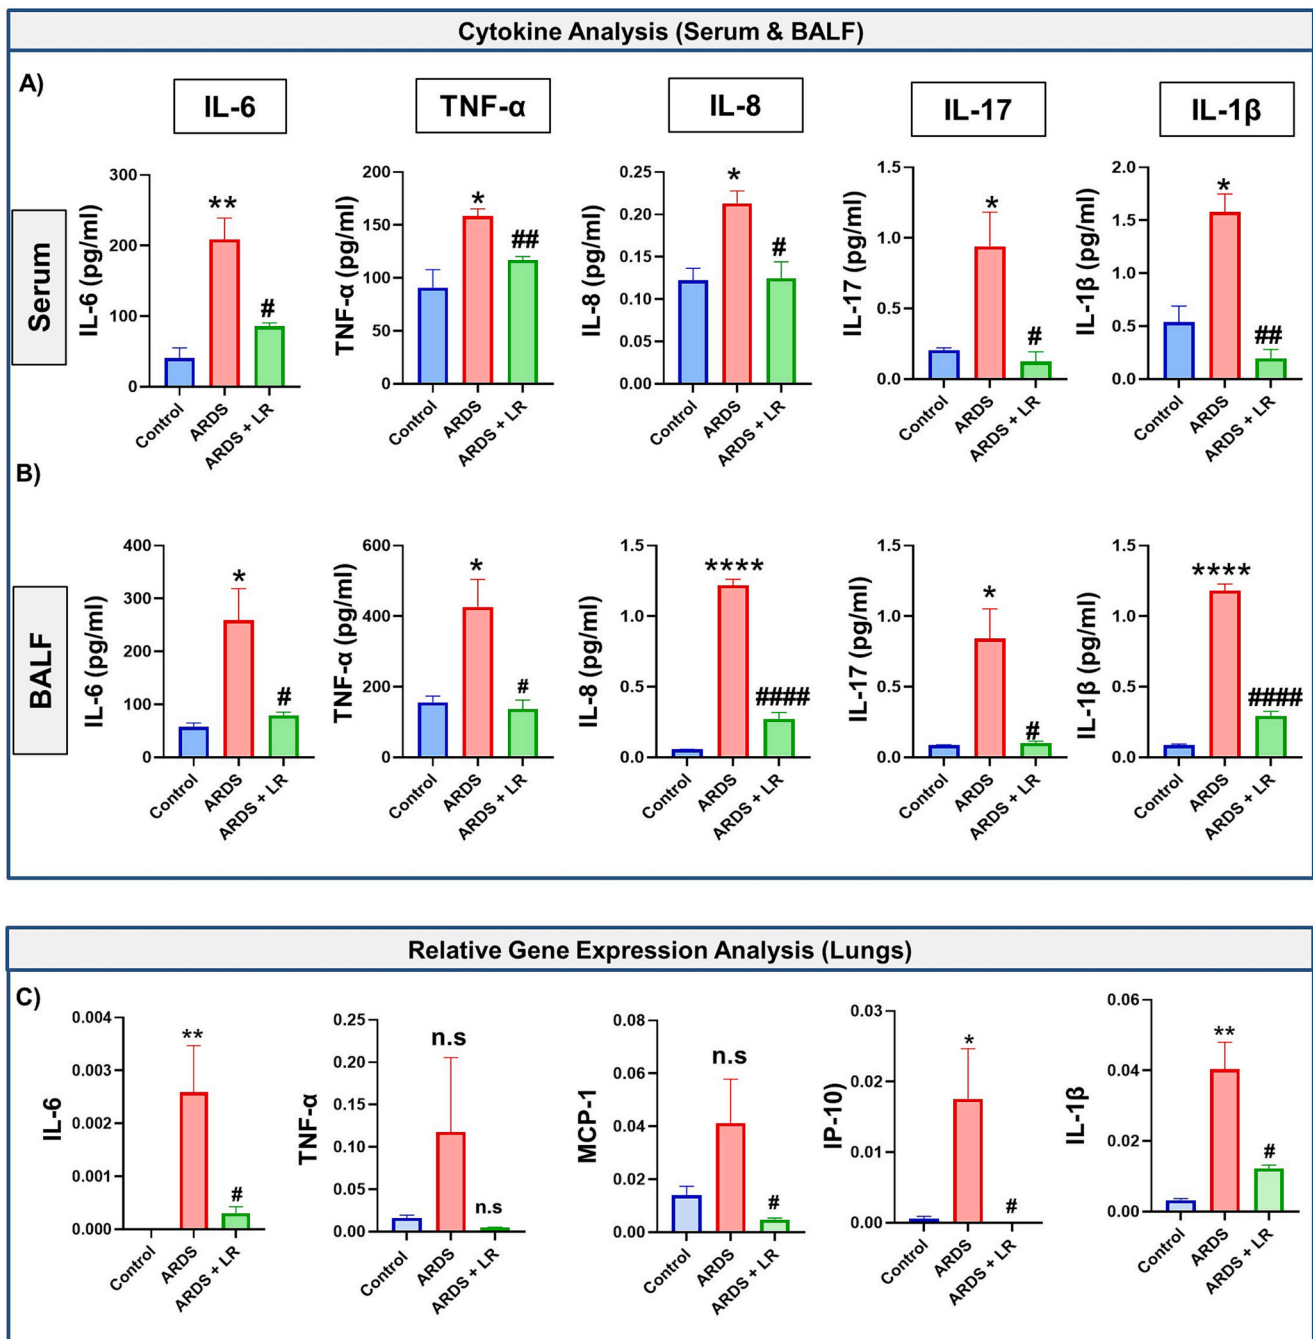 Cytokine Analysis (Serum & BALF)
A)
IL-6
TNF-α
IL-8
IL-17
IL-1β
Serum
IL-6 (pg/ml)
300
200
100
0
**
#
Control
ARDS
ARDS + LR
TNF-α (pg/ml)
200
150
100
50
0
*
##
Control
ARDS
ARDS + LR
IL-8 (pg/ml)
0.25
0.20
0.15
0.10
0.05
0.00
*
#
Control
ARDS
ARDS + LR
IL-17 (pg/ml)
1.5
1.0
0.5
0.0
*
#
Control
ARDS
ARDS + LR
IL-1β (pg/ml)
2.0
1.5
1.0
0.5
0.0
*
##
Control
ARDS
ARDS + LR
B)
BALF
IL-6 (pg/ml)
400
300
200
100
0
*
#
Control
ARDS
ARDS + LR
TNF-α (pg/ml)
600
400
200
0
*
#
Control
ARDS
ARDS + LR
IL-8 (pg/ml)
1.5
1.0
0.5
0.0
****
####
Control
ARDS
ARDS + LR
IL-17 (pg/ml)
1.5
1.0
0.5
0.0
*
#
Control
ARDS
ARDS + LR
IL-1β (pg/ml)
1.5
1.0
0.5
0.0
****
####
Control
ARDS
ARDS + LR
Relative Gene Expression Analysis (Lungs)
C)
IL-6
0.004
0.003
0.002
0.001
0.000
**
#
Control
ARDS
ARDS + LR
TNF-α
0.25
0.20
0.15
0.10
0.05
0.00
n.s
n.s
Control
ARDS
ARDS + LR
MCP-1
0.08
0.06
0.04
0.02
0.00
n.s
#
Control
ARDS
ARDS + LR
IP-10)
0.03
0.02
0.01
0.00
*
#
Control
ARDS
ARDS + LR
IL-1β
0.06
0.04
0.02
0.00
**
#
Control
ARDS
ARDS + LR